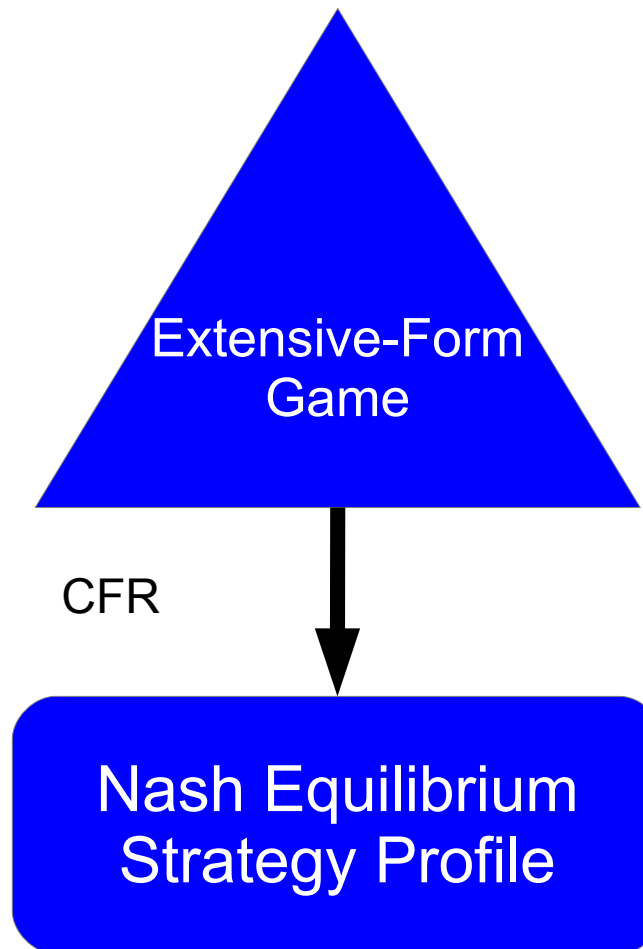 Extensive-Form
Game
CFR
Nash Equilibrium
Strategy Profile